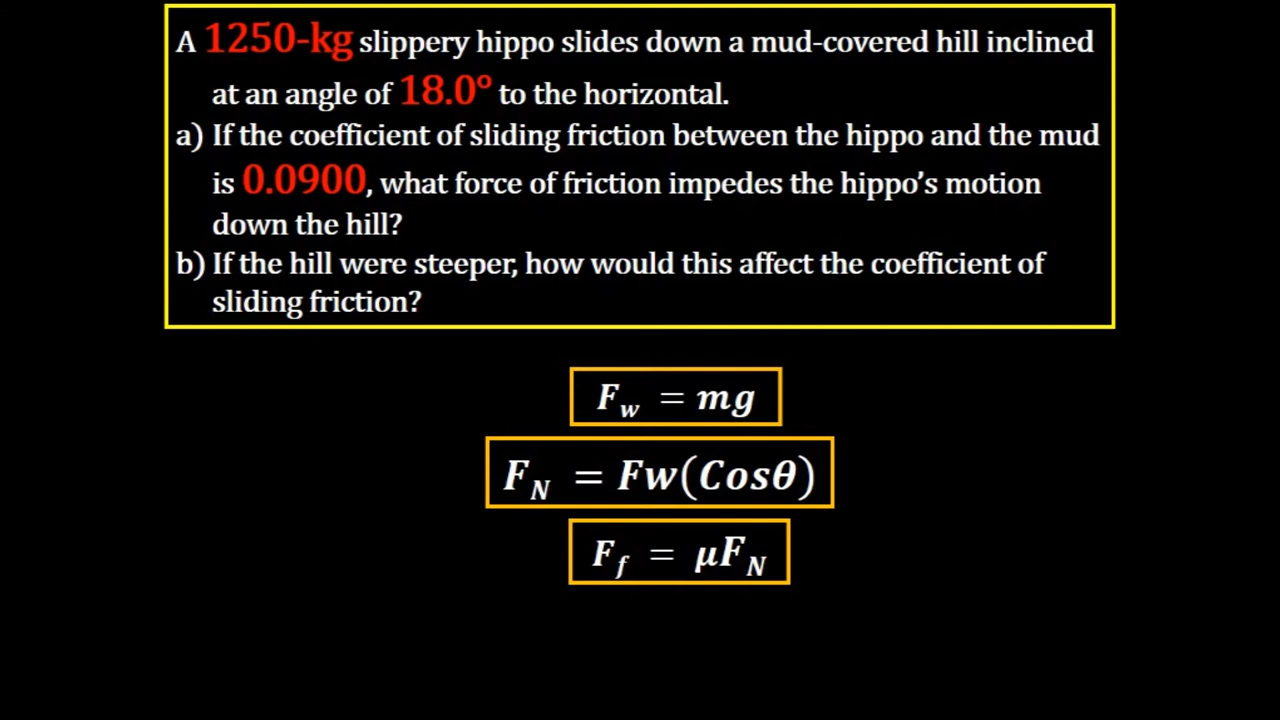 A 1250-kg slippery hippo slides down a mud-covered hill inclined
at an angle of 18.0° to the horizontal.
a) If the coefficient of sliding friction between the hippo and the mud
is 0.0900, what force of friction impedes the hippo’s motion
down the hill?
b) If the hill were steeper, how would this affect the coefficient of
sliding friction?
F_w = mg
F_N = Fw(Cosθ)
F_f = μF_N